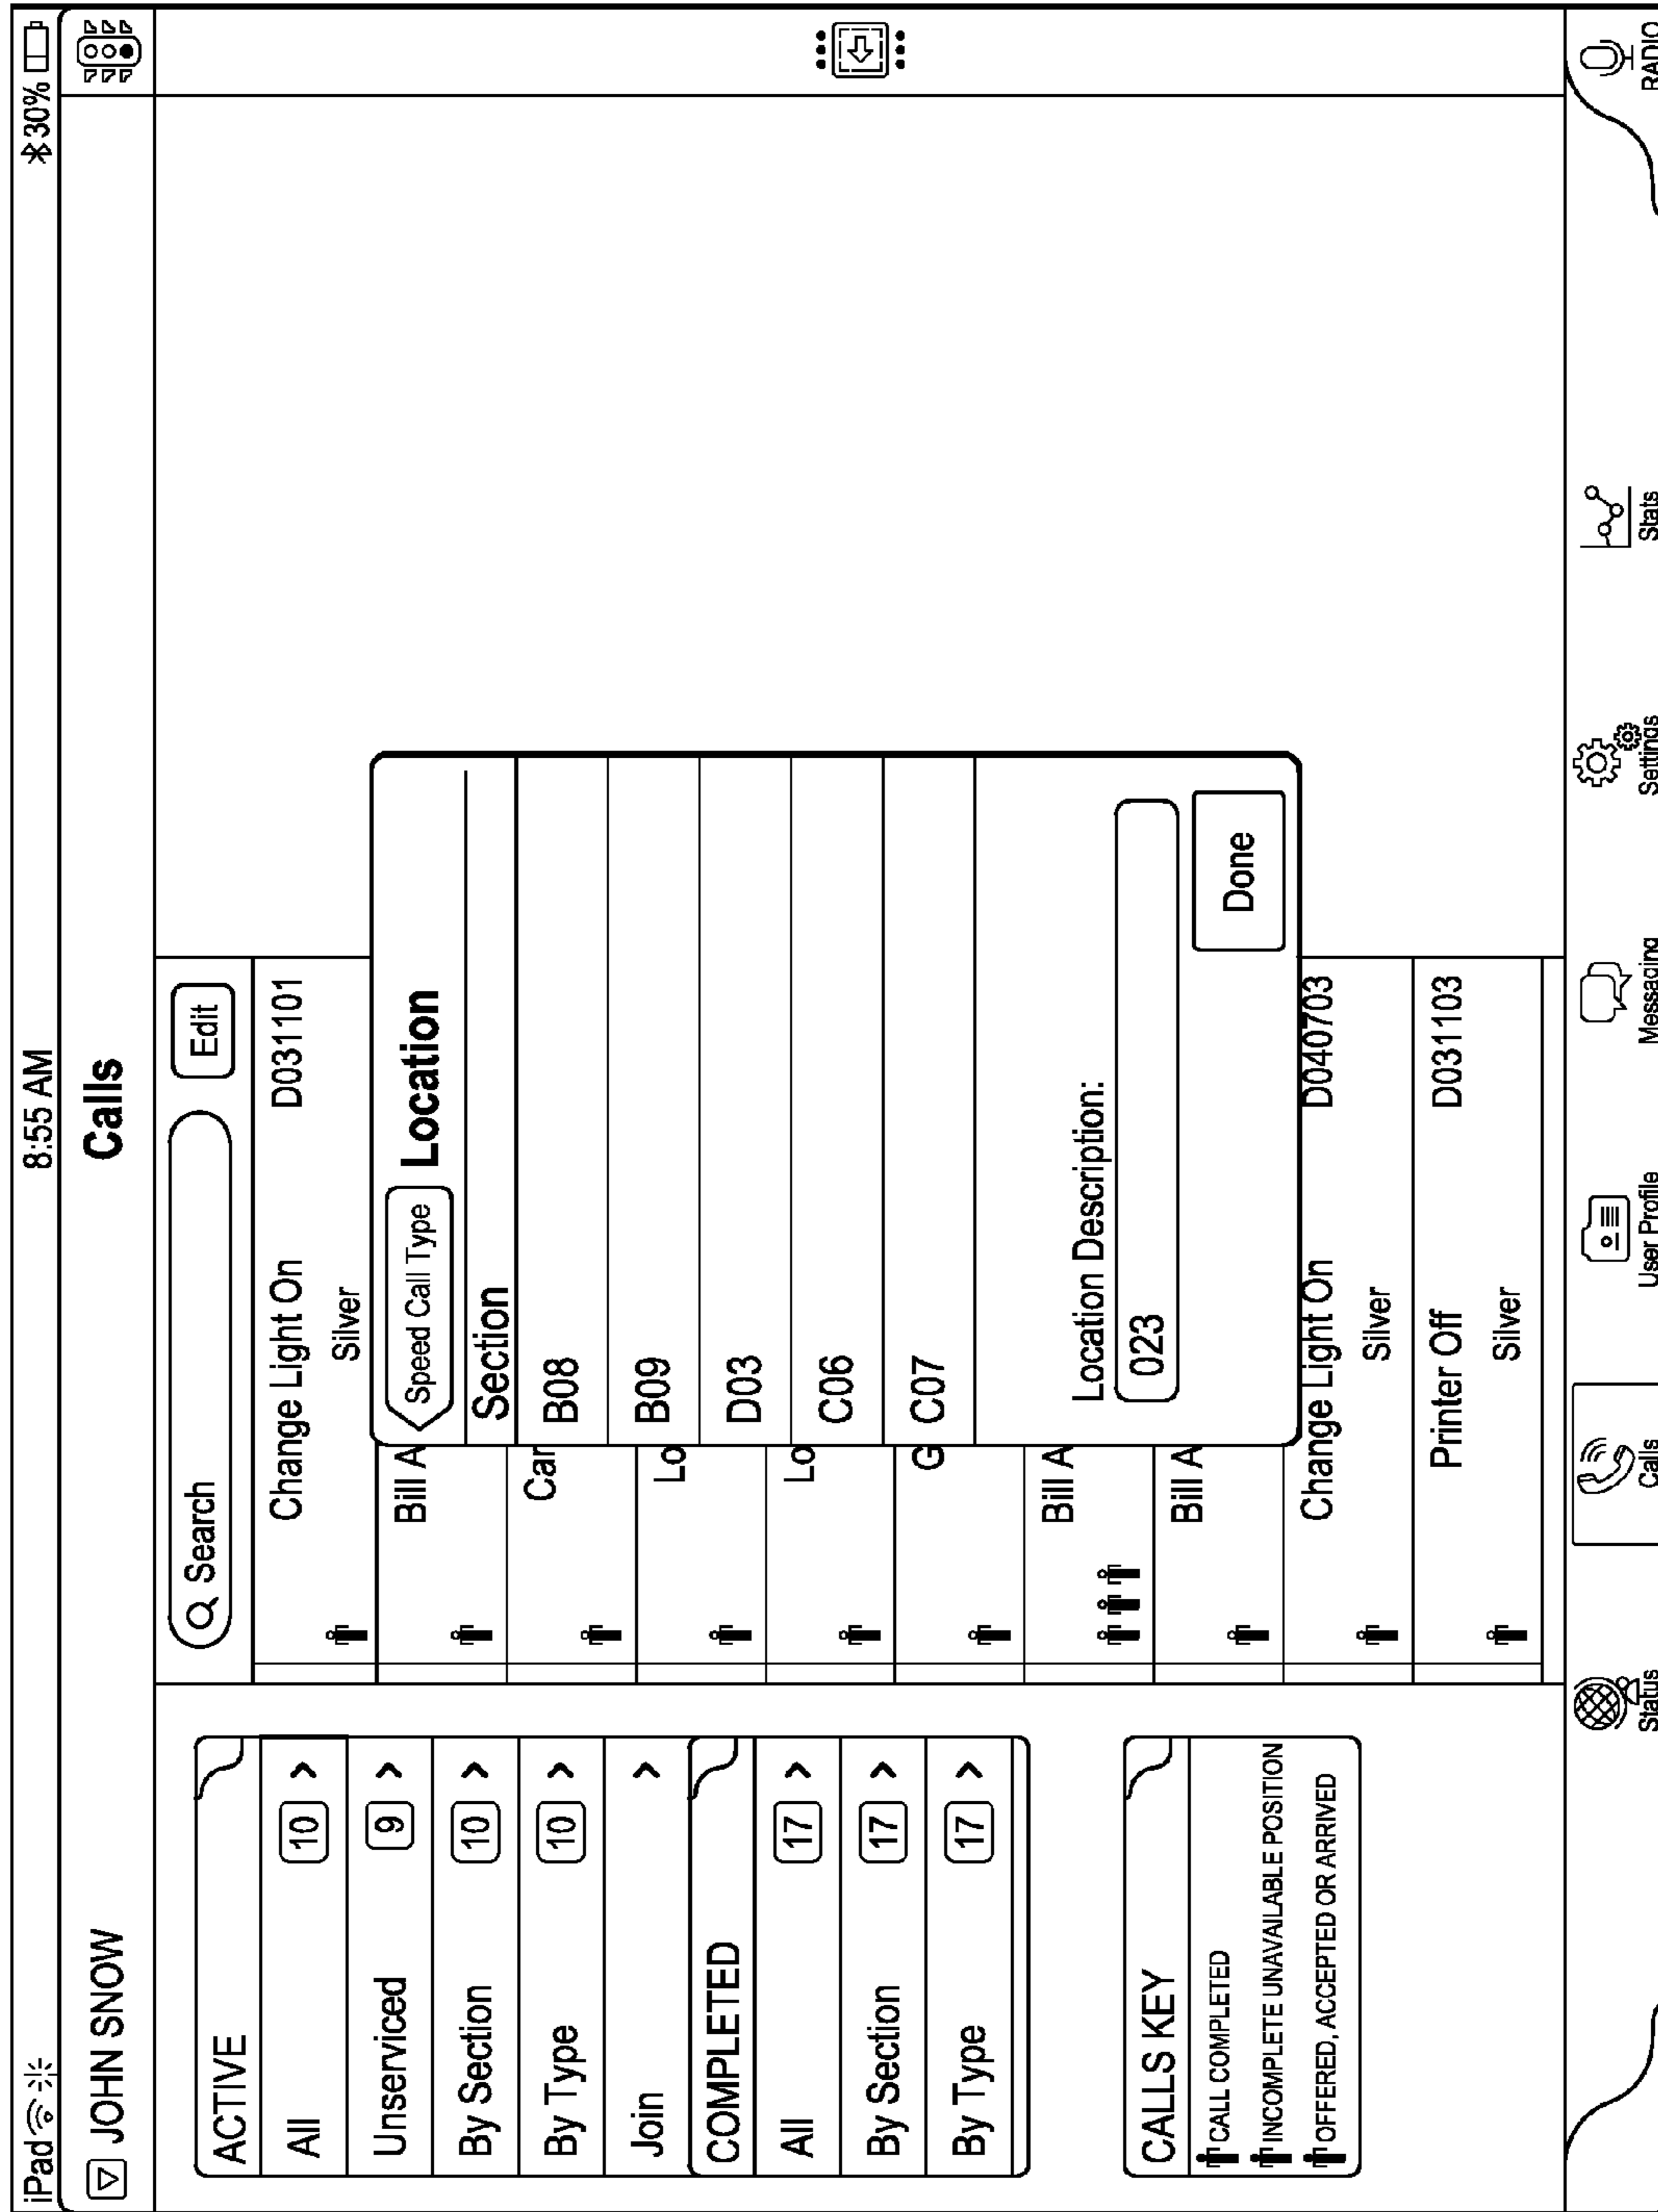 iPad 8:55 AM 30%
JOHN SNOW Calls
ACTIVE
All 10 >
Unserviced 9 >
By Section 10 >
By Type 10 >
Join >
COMPLETED
All 17 >
By Section 17 >
By Type 17 >
CALLS KEY
CALL COMPLETED
INCOMPLETE UNAVAILABLE POSITION
OFFERED, ACCEPTED OR ARRIVED
Search Edit
Change Light On D031101
Silver
Bill A
Car
Lo
Lo
G
Bill A
Bill A
Change Light On D040703
Silver
Printer Off D031103
Silver
Speed Call Type Location
Section
B08
B09
D03
C06
C07
Location Description:
023
Done
Status Calls User Profile Messaging Settings Stats RADIO